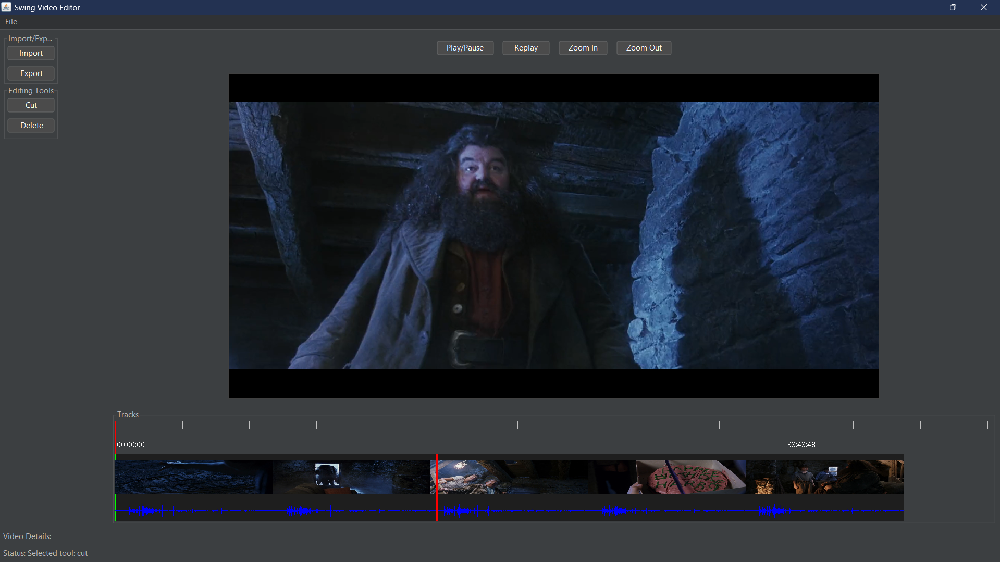 Swing Video Editor
File
Import/Exp...
Import
Export
Editing Tools
Cut
Delete
Play/Pause
Replay
Zoom In
Zoom Out
Tracks
00:00:00
33:43:48
Video Details:
Status: Selected tool: cut